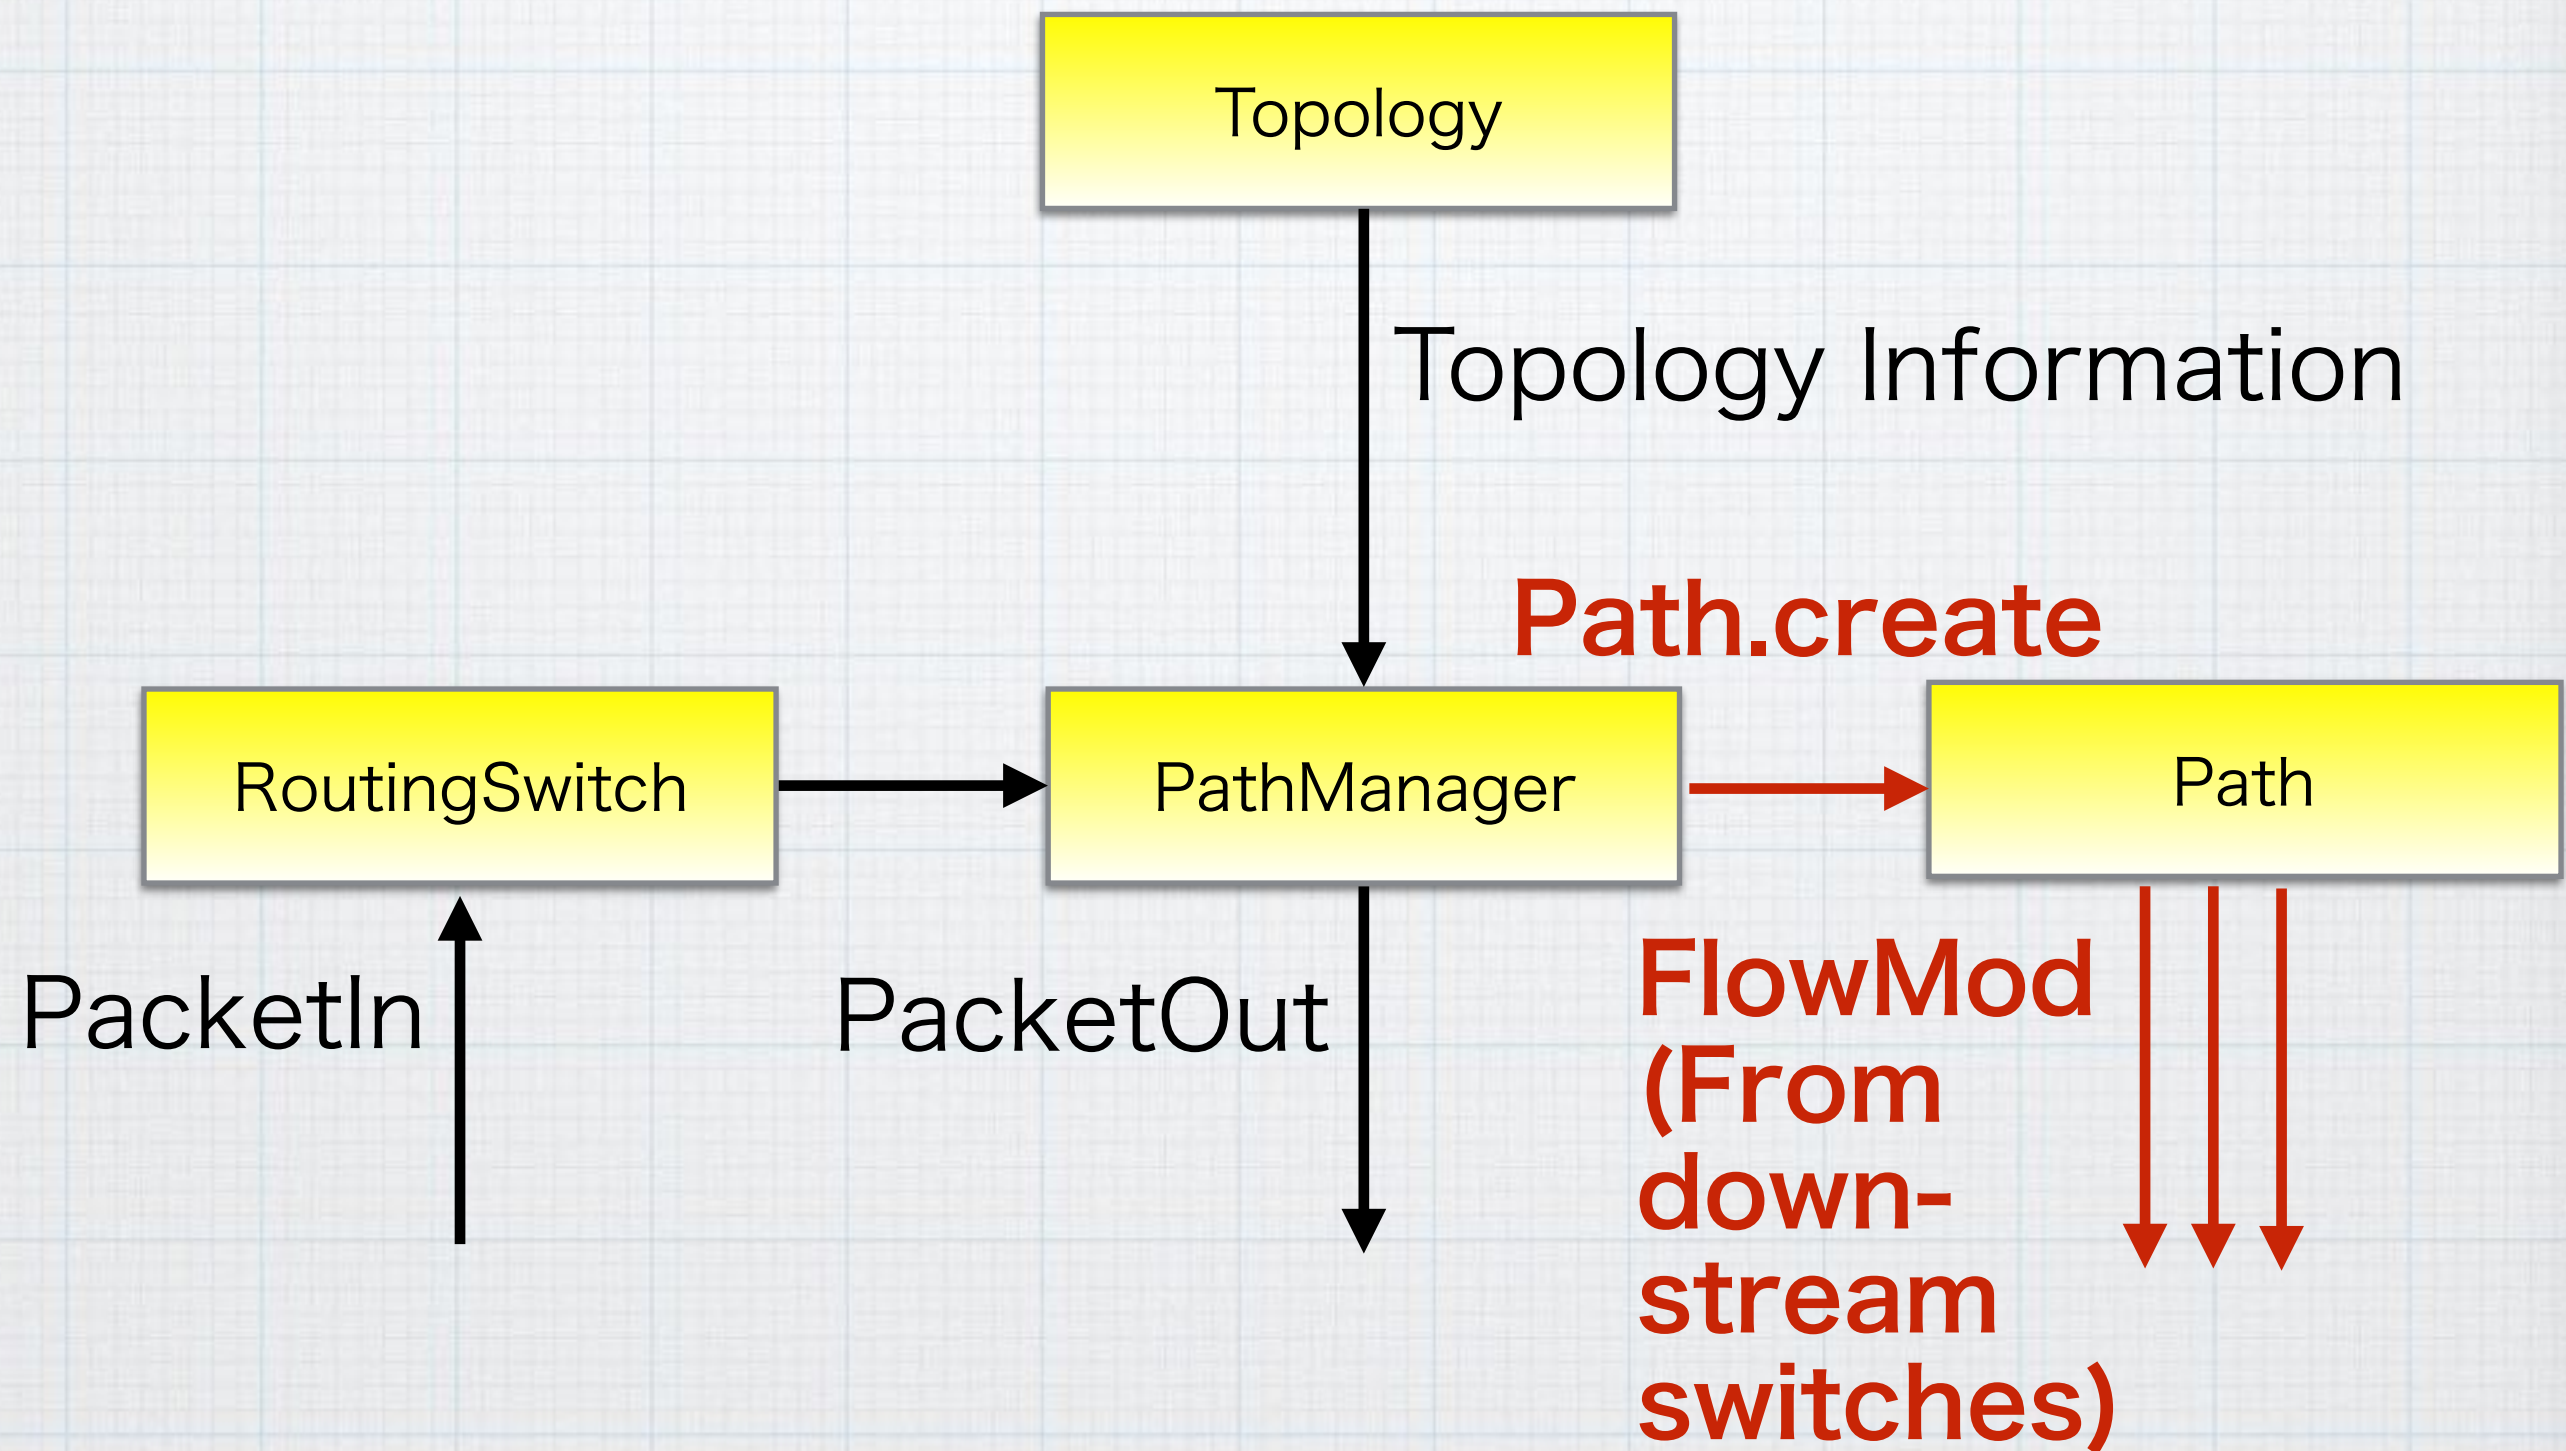 Topology
Topology Information
Path.create
RoutingSwitch
PathManager
Path
PacketIn
PacketOut
FlowMod
(From
down-
stream
switches)